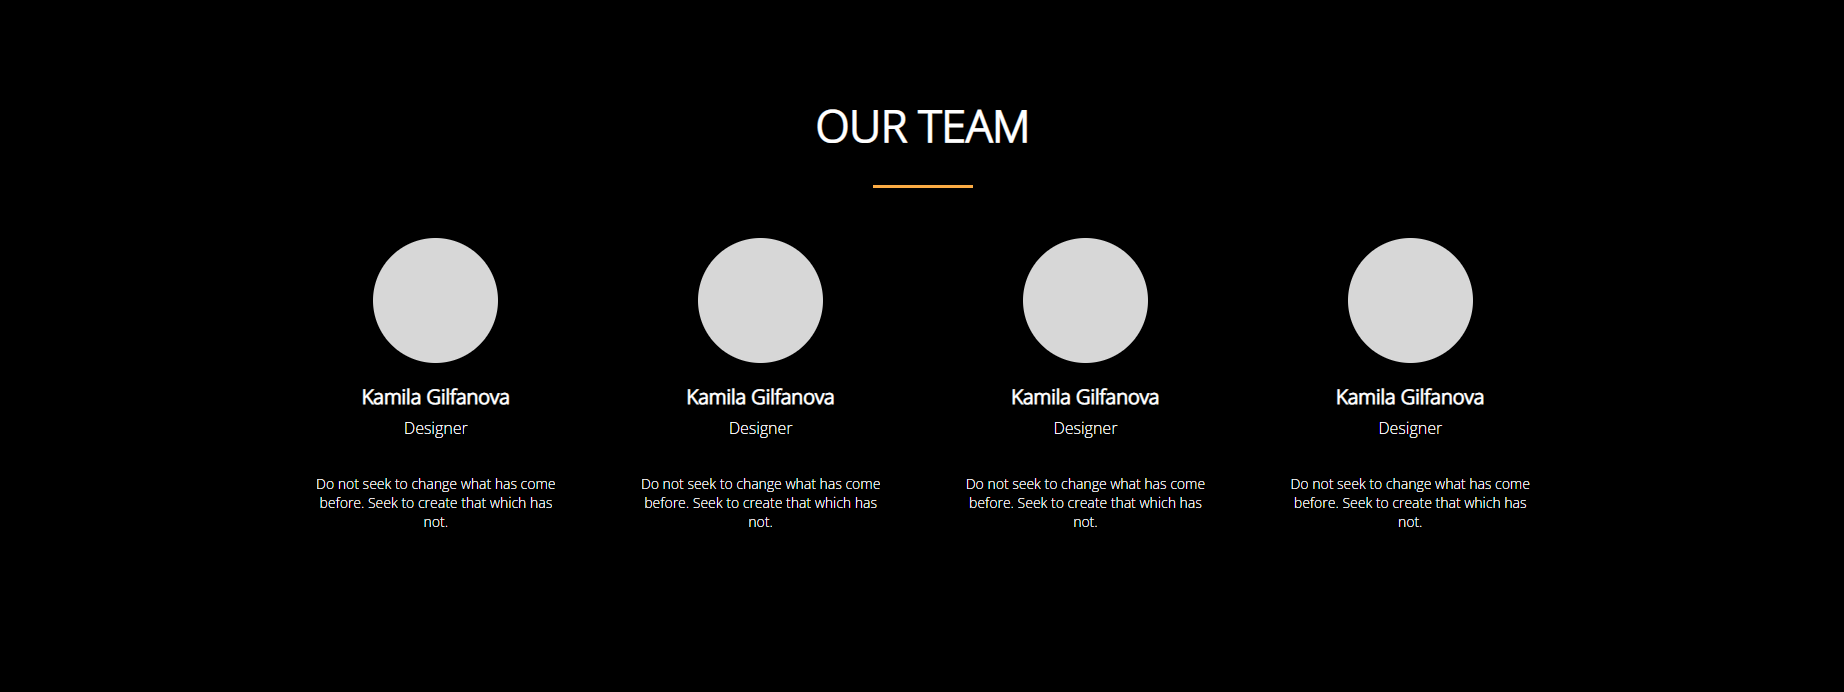 OUR TEAM
Kamila Gilfanova
Designer
Do not seek to change what has come
before. Seek to create that which has
not.
Kamila Gilfanova
Designer
Do not seek to change what has come
before. Seek to create that which has
not.
Kamila Gilfanova
Designer
Do not seek to change what has come
before. Seek to create that which has
not.
Kamila Gilfanova
Designer
Do not seek to change what has come
before. Seek to create that which has
not.